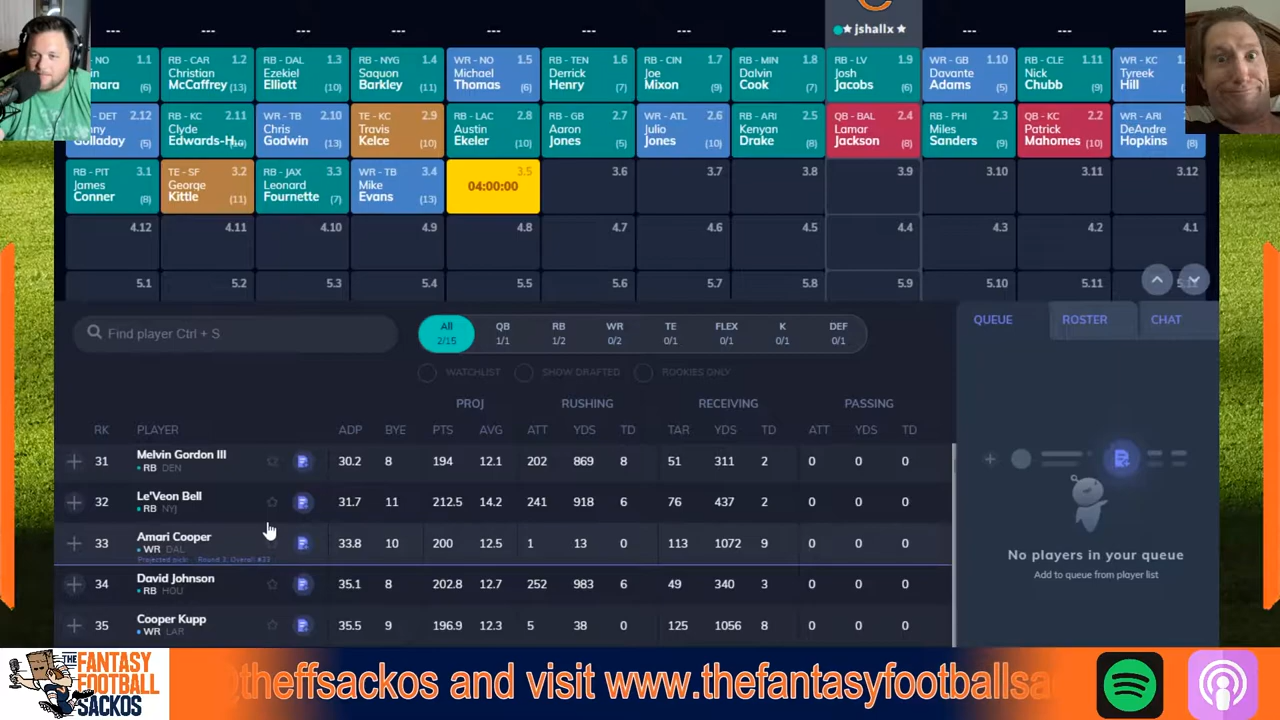 --- --- --- --- --- --- --- --- --- --- --- ---
★ jshallx ★
NO 1.1 RB - CAR 1.2 RB - DAL 1.3 RB - NYG 1.4 WR - NO 1.5 RB - TEN 1.6 RB - CIN 1.7 RB - MIN 1.8 RB - LV 1.9 WR - GB 1.10 RB - CLE 1.11 WR - KC
Christian Ezekiel Saquon Michael Derrick Joe Dalvin Josh Davante Nick Tyreek
mara (6) McCaffrey (13) Elliott (10) Barkley (11) Thomas (6) Henry (7) Mixon (9) Cook (7) Jacobs (6) Adams (5) Chubb (9) Hill
DET 2.12 RB - KC 2.11 WR - TB 2.10 TE - KC 2.9 RB - LAC 2.8 RB - GB 2.7 WR - ATL 2.6 RB - ARI 2.5 QB - BAL 2.4 RB - PHI 2.3 QB - KC 2.2 WR - ARI
ny Clyde Chris Travis Austin Aaron Julio Kenyan Lamar Miles Patrick DeAndre
Golladay (5) Edwards-H... (10) Godwin (13) Kelce (10) Ekeler (10) Jones (5) Jones (10) Drake (8) Jackson (8) Sanders (9) Mahomes (10) Hopkins (8)
RB - PIT 3.1 TE - SF 3.2 RB - JAX 3.3 WR - TB 3.4 3.5 3.6 3.7 3.8 3.9 3.10 3.11 3.12
James George Leonard Mike 04:00:00
Conner (8) Kittle (11) Fournette (7) Evans (13)
4.12 4.11 4.10 4.9 4.8 4.7 4.6 4.5 4.4 4.3 4.2 4.1
5.1 5.2 5.3 5.4 5.5 5.6 5.7 5.8 5.9 5.10 5.11
Find player Ctrl + S
All QB RB WR TE FLEX K DEF
2/15 1/1 1/2 0/2 0/1 0/1 0/1 0/1
WATCHLIST SHOW DRAFTED ROOKIES ONLY
QUEUE ROSTER CHAT
PROJ RUSHING RECEIVING PASSING
RK PLAYER ADP BYE PTS AVG ATT YDS TD TAR YDS TD ATT YDS TD
31 Melvin Gordon III 30.2 8 194 12.1 202 869 8 51 311 2 0 0 0
RB DEN
32 Le'Veon Bell 31.7 11 212.5 14.2 241 918 6 76 437 2 0 0 0
RB NYJ
33 Amari Cooper 33.8 10 200 12.5 1 13 0 113 1072 9 0 0 0
WR DAL
Projected pick: Round 3, Overall #33
34 David Johnson 35.1 8 202.8 12.7 252 983 6 49 340 3 0 0 0
RB HOU
35 Cooper Kupp 35.5 9 196.9 12.3 5 38 0 125 1056 8 0 0 0
WR LAR
No players in your queue
Add to queue from player list
THE FANTASY FOOTBALL SACKOS
@theffsackos and visit www.thefantasyfootballsa